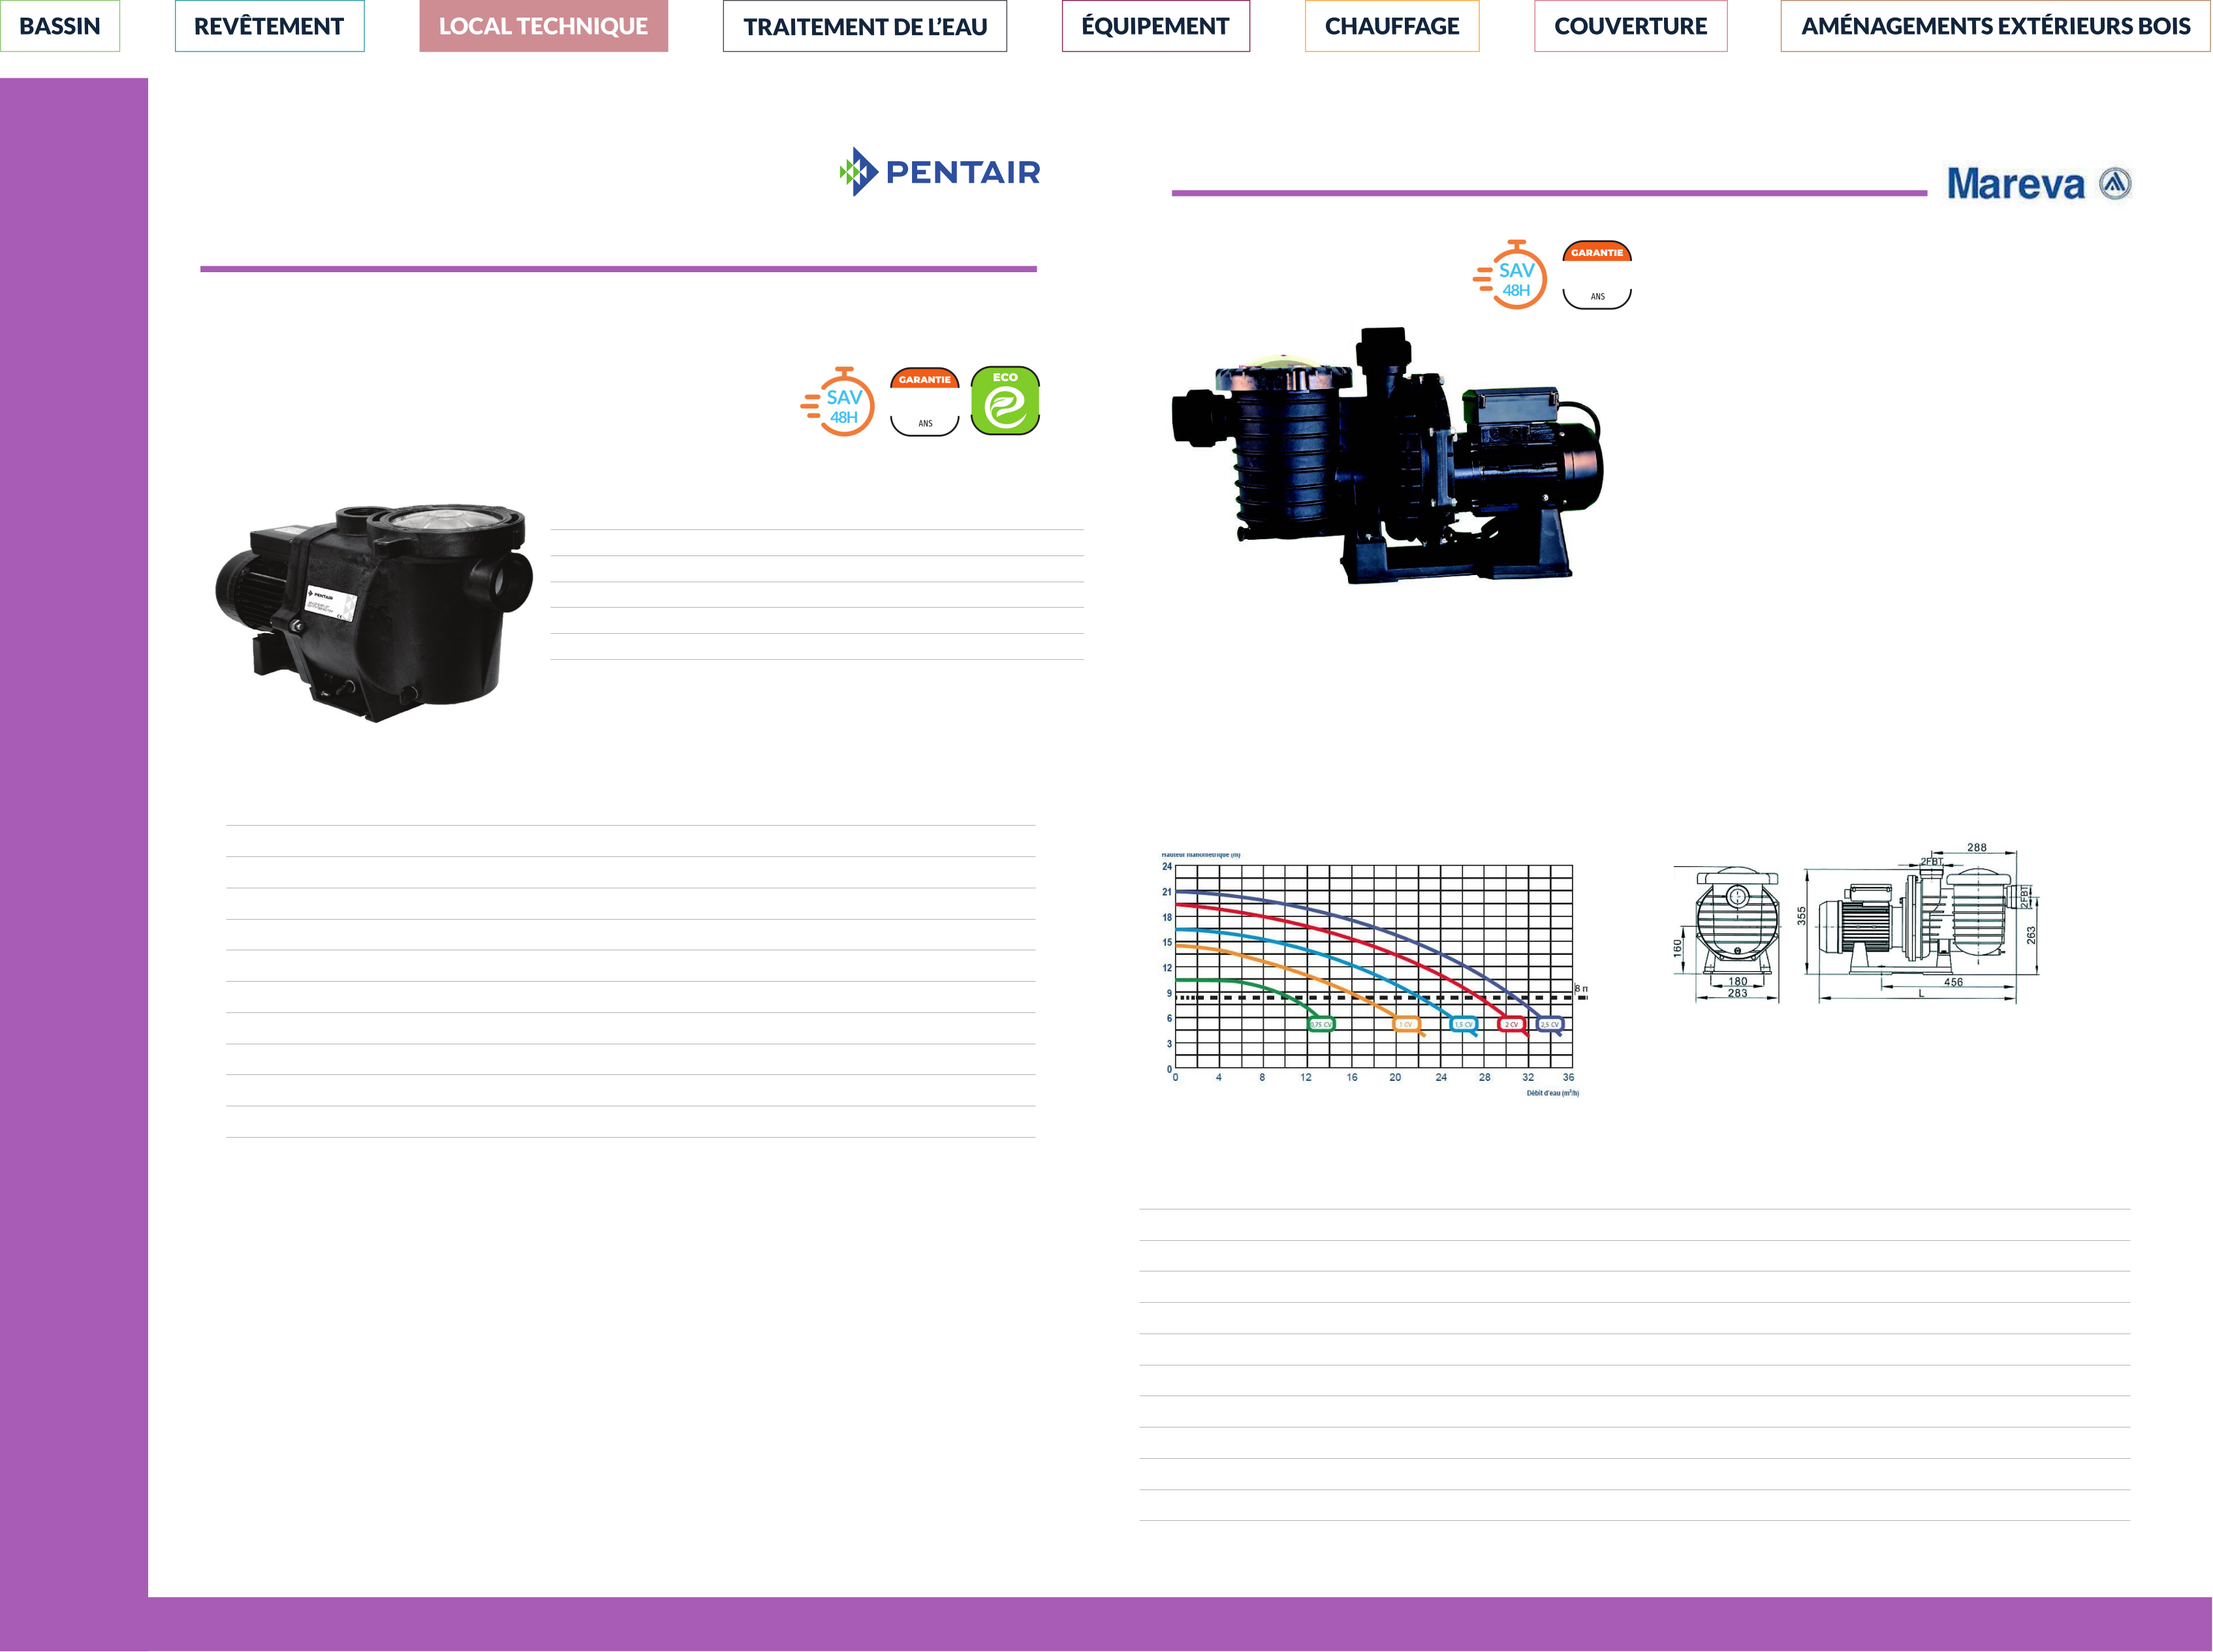 BASSIN
REVÊTEMENT
LOCAL TECHNIQUE
TRAITEMENT DE L'EAU
ÉQUIPEMENT
CHAUFFAGE
COUVERTURE
AMÉNAGEMENTS EXTÉRIEURS BOIS
PENTAIR
SAV
48H
GARANTIE
ANS
ECO
PENTAIR
Mareva
SAV
48H
GARANTIE
ANS
Hauteur manométrique (m)
24
21
18
15
12
9
6
3
0
8 m
0,75 CV
1 CV
1,5 CV
2 CV
2,5 CV
0 4 8 12 16 20 24 28 32 36
Débit d'eau (m³/h)
160
180
283
288
2FBT
2FBT
355
263
456
L